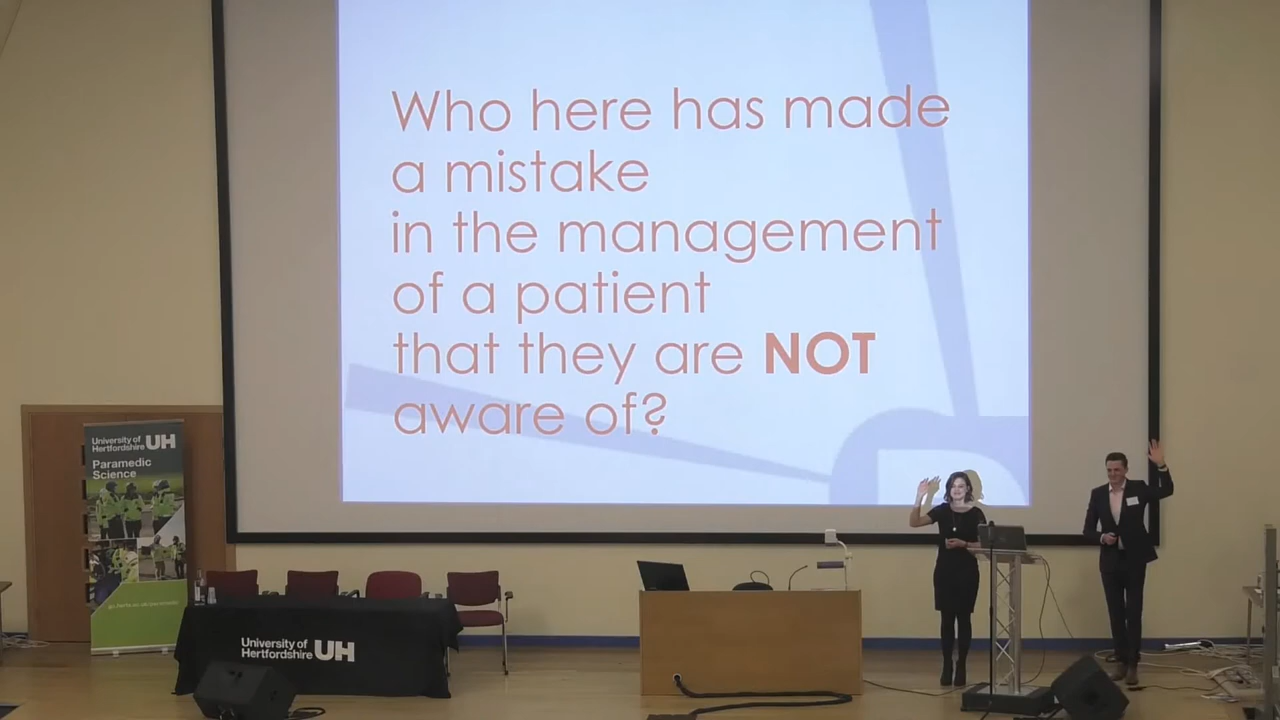 Who here has made
a mistake
in the management
of a patient
that they are NOT
aware of?
University of
Hertfordshire UH
Paramedic
Science
University of
Hertfordshire UH